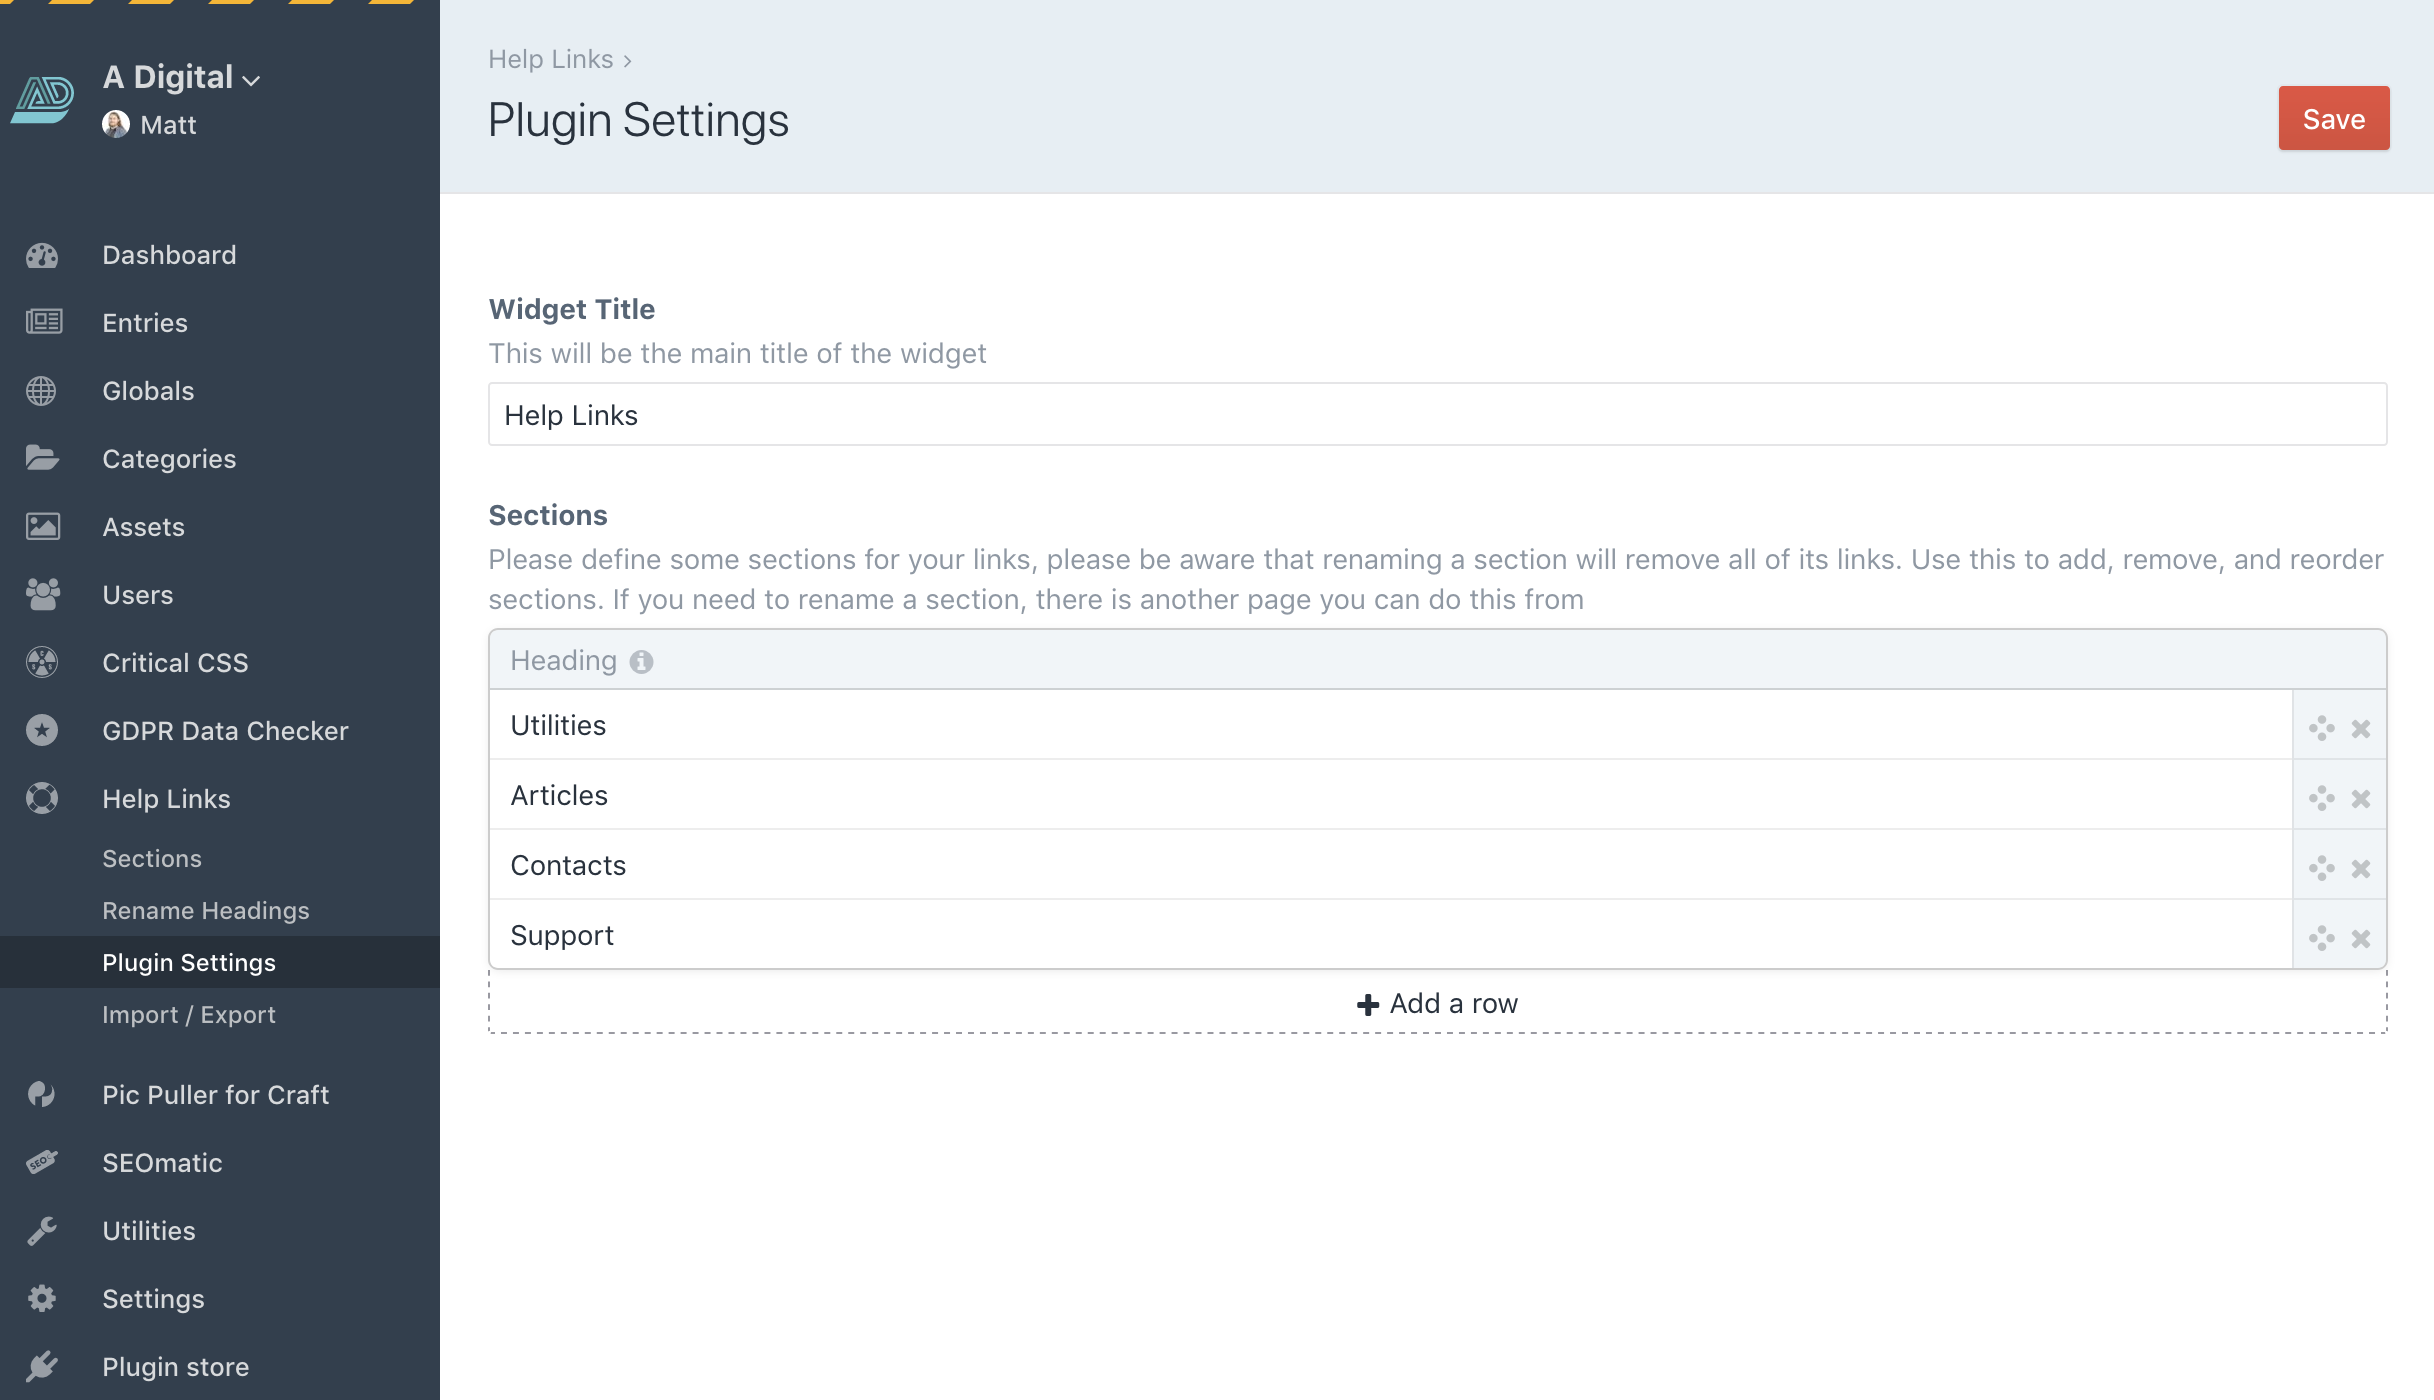 A Digital
Matt
Dashboard
Entries
Globals
Categories
Assets
Users
Critical CSS
GDPR Data Checker
Help Links
Sections
Rename Headings
Plugin Settings
Import / Export
Pic Puller for Craft
SEOmatic
Utilities
Settings
Plugin store
Help Links ›
Plugin Settings
Save
Widget Title
This will be the main title of the widget
Help Links
Sections
Please define some sections for your links, please be aware that renaming a section will remove all of its links. Use this to add, remove, and reorder
sections. If you need to rename a section, there is another page you can do this from
Heading
Utilities
Articles
Contacts
Support
Add a row